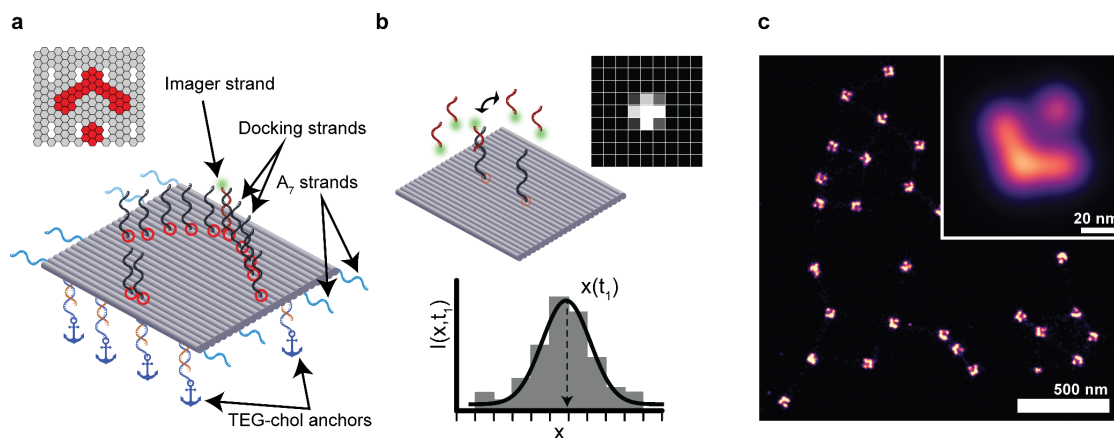 a
Imager strand
Docking strands
A₇ strands
TEG-chol anchors
b
x(t₁)
I(x,t₁)
x
c
20 nm
500 nm